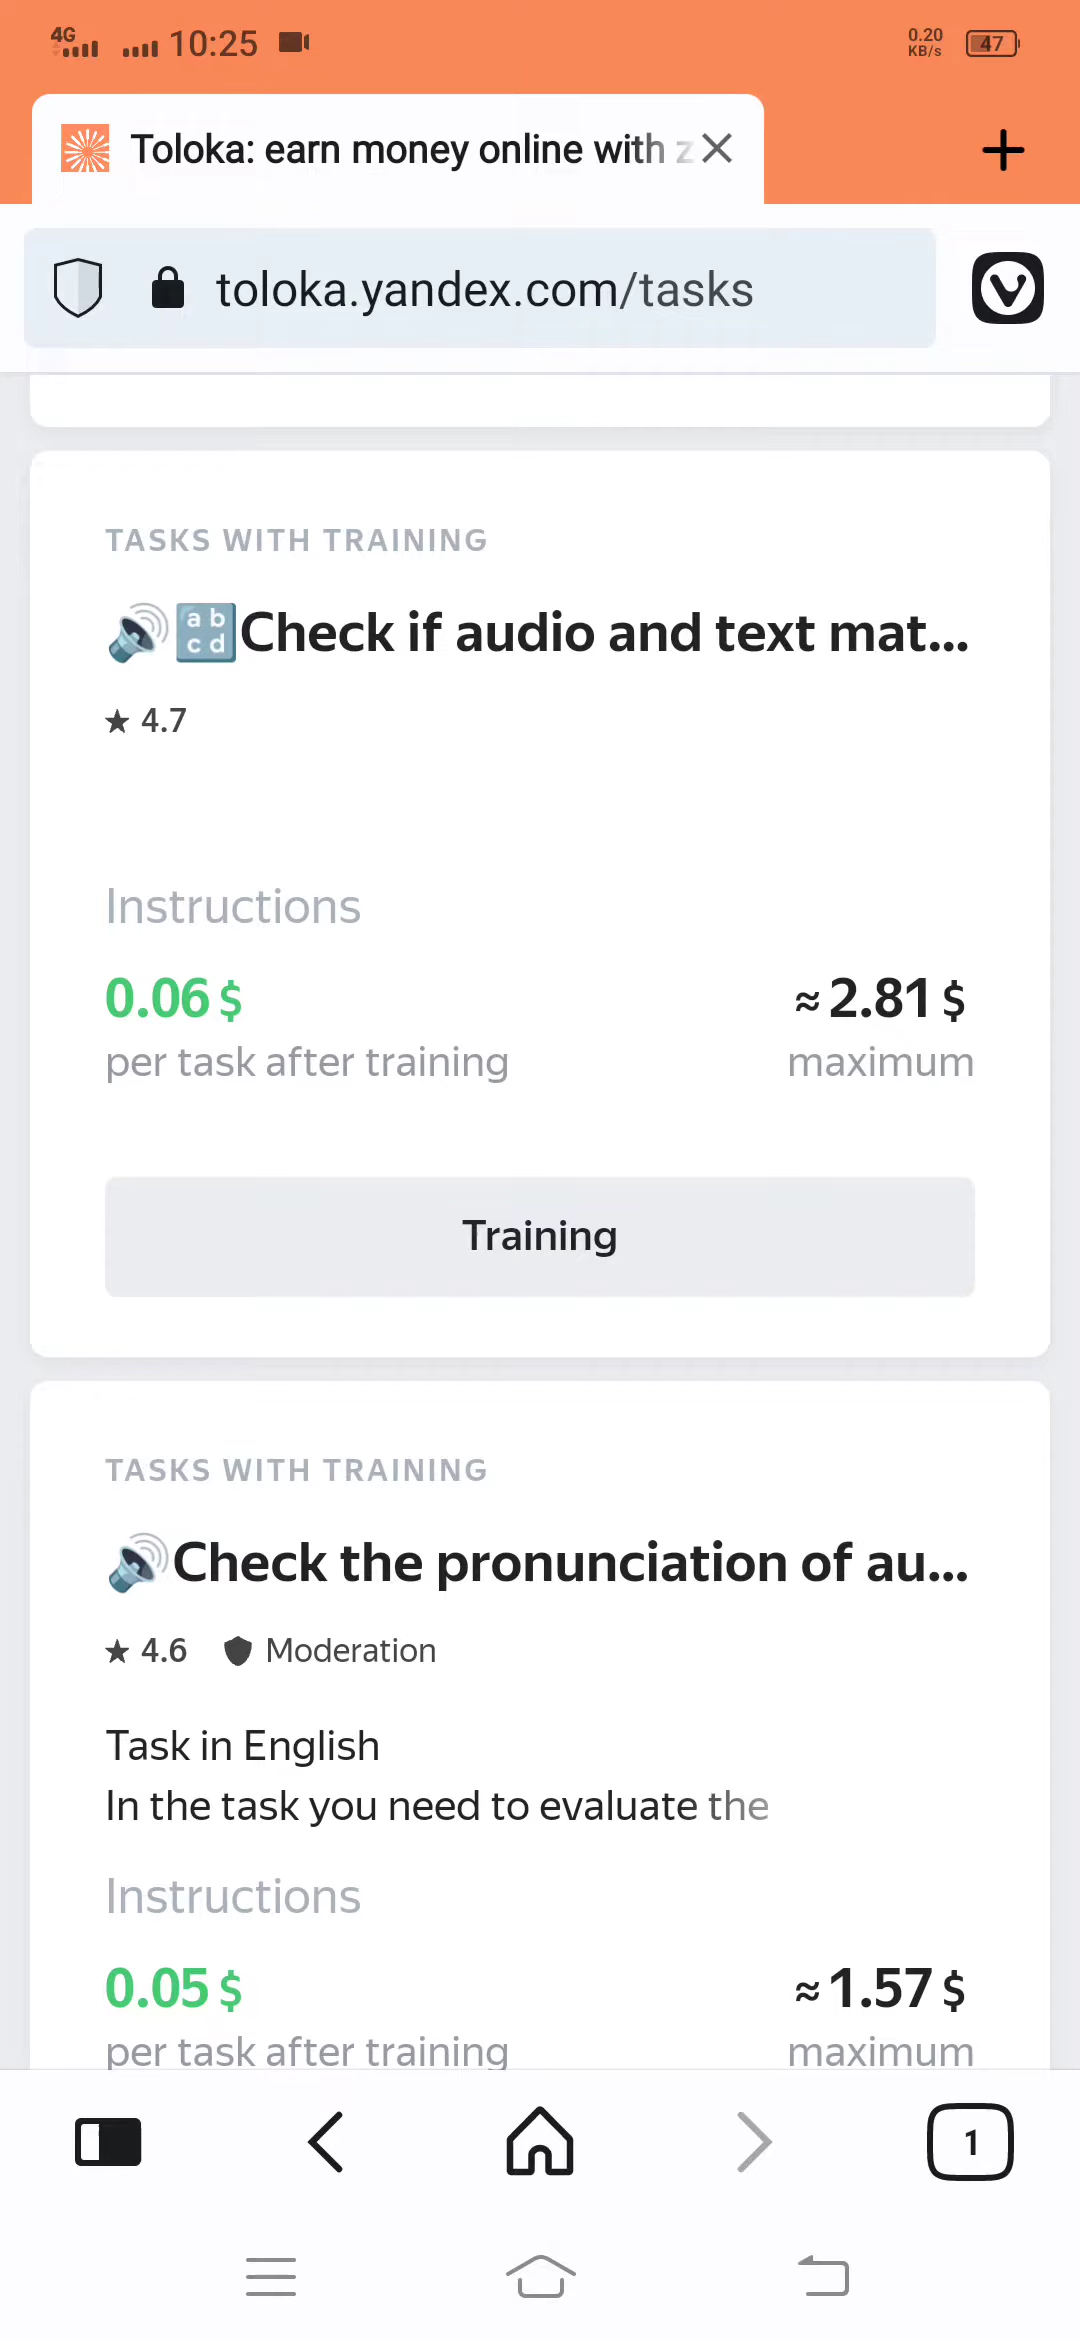 4G 10:25 0.20 KB/s 47
Toloka: earn money online with z
toloka.yandex.com/tasks
TASKS WITH TRAINING
🔊🔡Check if audio and text mat...
★ 4.7
Instructions
0.06 $ ≈ 2.81 $
per task after training maximum
Training
TASKS WITH TRAINING
🔊Check the pronunciation of au...
★ 4.6 Moderation
Task in English
In the task you need to evaluate the
Instructions
0.05 $ ≈ 1.57 $
per task after training maximum
1